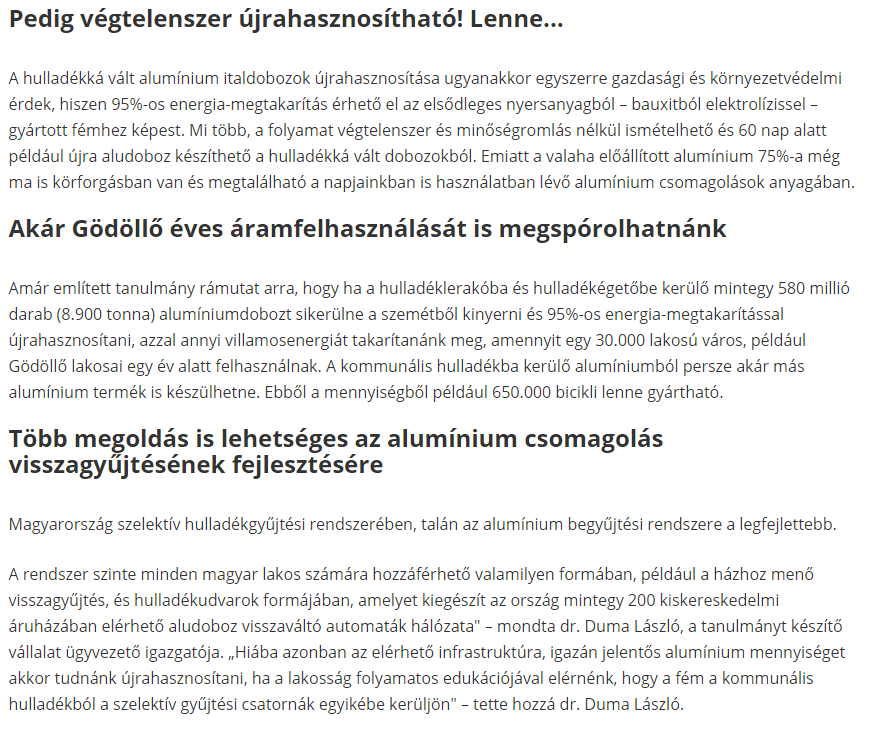 Pedig végtelenszer újrahasznosítható! Lenne...
A hulladékká vált alumínium italdobozok újrahasznosítása ugyanakkor egyszerre gazdasági és környezetvédelmi
érdek, hiszen 95%-os energia-megtakarítás érhető el az elsődleges nyersanyagból – bauxitból elektrolízissel –
gyártott fémhez képest. Mi több, a folyamat végtelenszer és minőségromlás nélkül ismételhető és 60 nap alatt
például újra aludoboz készíthető a hulladékká vált dobozokból. Emiatt a valaha előállított alumínium 75%-a még
ma is körforgásban van és megtalálható a napjainkban is használatban lévő alumínium csomagolások anyagában.
Akár Gödöllő éves áramfelhasználását is megspórolhatnánk
Amár említett tanulmány rámutat arra, hogy ha a hulladéklerakóba és hulladékégetőbe kerülő mintegy 580 millió
darab (8.900 tonna) alumíniumdobozt sikerülne a szemétből kinyerni és 95%-os energia-megtakarítással
újrahasznosítani, azzal annyi villamosenergiát takarítanánk meg, amennyit egy 30.000 lakosú város, például
Gödöllő lakosai egy év alatt felhasználnak. A kommunális hulladékba kerülő alumíniumból persze akár más
alumínium termék is készülhetne. Ebből a mennyiségből például 650.000 bicikli lenne gyártható.
Több megoldás is lehetséges az alumínium csomagolás
visszagyűjtésének fejlesztésére
Magyarország szelektív hulladékgyűjtési rendszerében, talán az alumínium begyűjtési rendszere a legfejlettebb.
A rendszer szinte minden magyar lakos számára hozzáférhető valamilyen formában, például a házhoz menő
visszagyűjtés, és hulladékudvarok formájában, amelyet kiegészít az ország mintegy 200 kiskereskedelmi
áruházában elérhető aludoboz visszaváltó automaták hálózata" – mondta dr. Duma László, a tanulmányt készítő
vállalat ügyvezető igazgatója. „Hiába azonban az elérhető infrastruktúra, igazán jelentős alumínium mennyiséget
akkor tudnánk újrahasznosítani, ha a lakosság folyamatos edukációjával elérnénk, hogy a fém a kommunális
hulladékból a szelektív gyűjtési csatornák egyikébe kerüljön" – tette hozzá dr. Duma László.